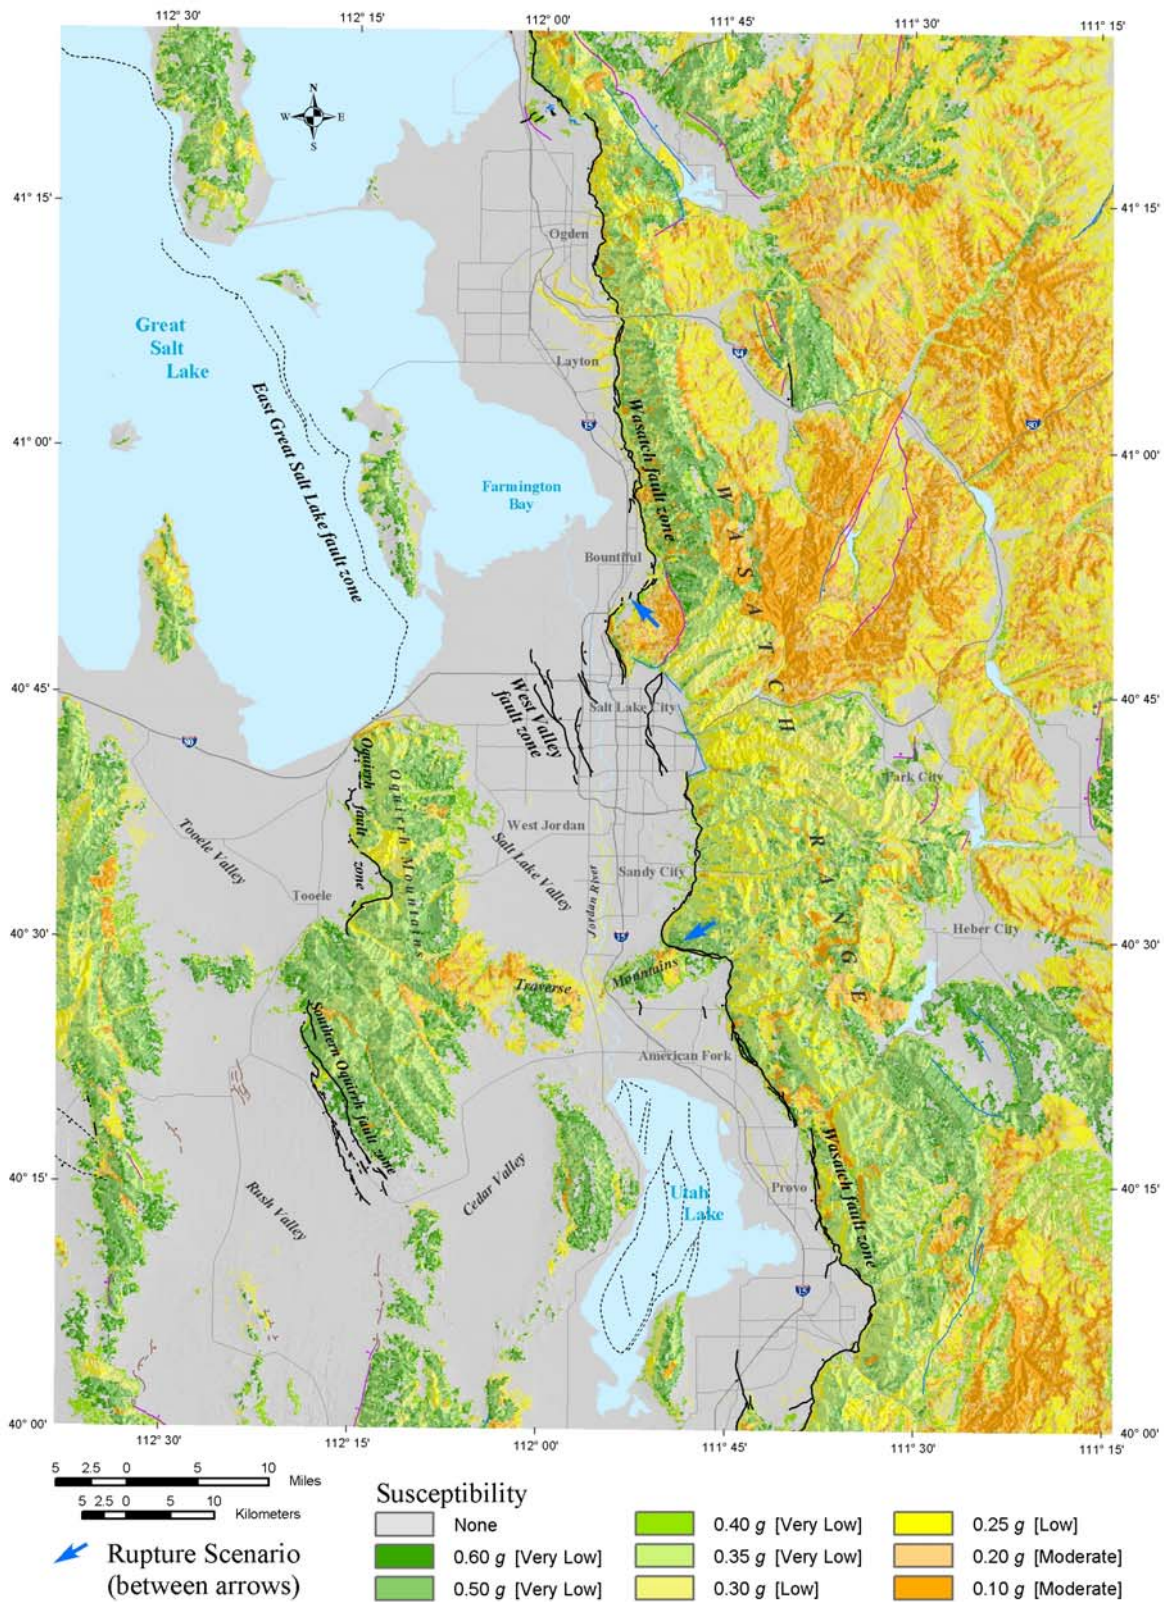 112° 30'
112° 15'
112° 00'
111° 45'
111° 30'
111° 15'
N
W
E
S
41° 15'
41° 15'
Ogden
Great
Salt
Lake
Layton
84
East Great Salt Lake fault zone
Wasatch fault zone
15
80
41° 00'
41° 00'
Farmington
Bay
Bountiful
WASATCH
RANGE
40° 45'
40° 45'
West Valley
fault zone
Salt Lake City
80
Oquirrh fault zone
Oquirrh Mountains
Park City
Tooele Valley
West Jordan
Salt Lake Valley
Jordan River
Sandy City
Tooele
40° 30'
15
Heber City
40° 30'
Traverse
Mountains
American Fork
Southern Oquirrh fault zone
Wasatch fault zone
40° 15'
Rush Valley
Cedar Valley
Utah
Lake
Provo
40° 15'
15
40° 00'
40° 00'
112° 30'
112° 15'
112° 00'
111° 45'
111° 30'
111° 15'
5 2.5 0 5 10
Miles
5 2.5 0 5 10
Kilometers
Rupture Scenario
(between arrows)
Susceptibility
None
0.60 g [Very Low]
0.50 g [Very Low]
0.40 g [Very Low]
0.35 g [Very Low]
0.30 g [Low]
0.25 g [Low]
0.20 g [Moderate]
0.10 g [Moderate]